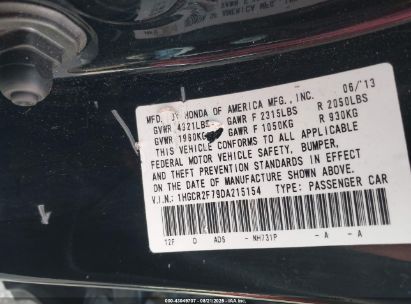 06/13
MFD. BY HONDA OF AMERICA MFG., INC.
GVWR 4321LBS GAWR F 2315LBS R 2050LBS
GVWR 1960KG GAWR F 1050KG R 930KG
THIS VEHICLE CONFORMS TO ALL APPLICABLE
FEDERAL MOTOR VEHICLE SAFETY, BUMPER,
AND THEFT PREVENTION STANDARDS IN EFFECT
ON THE DATE OF MANUFACTURE SHOWN ABOVE.
V.I.N: 1HGCR2F79DA215154 TYPE: PASSENGER CAR
T2F D ADS - NH731P - A - A